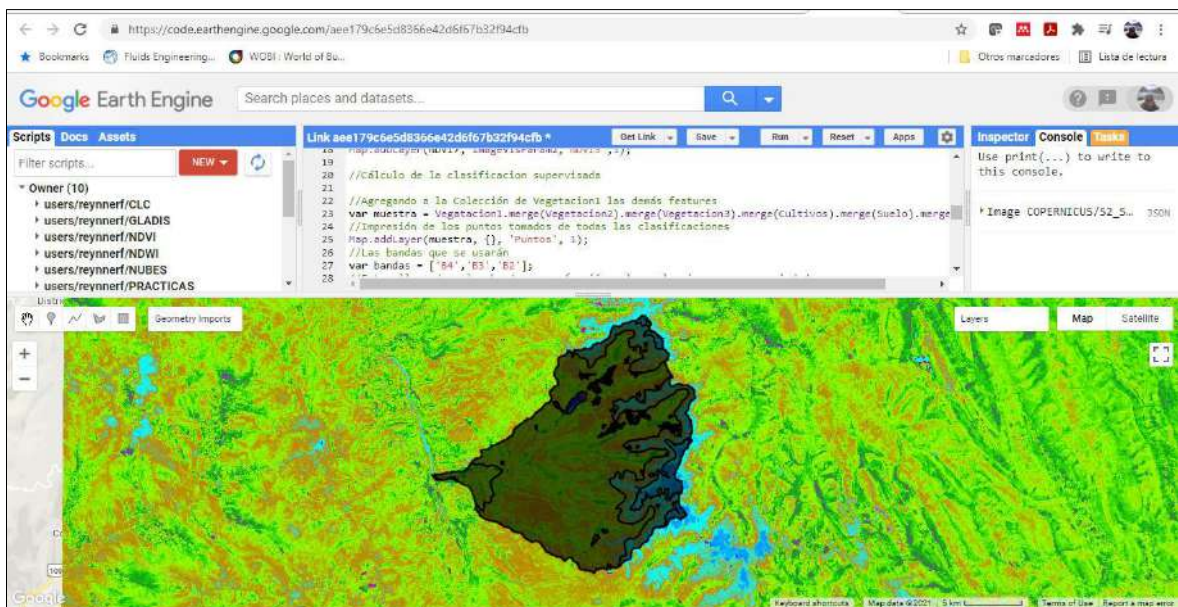 https://code.earthengine.google.com/aee179c6e5d8366e42d6f67b32f94cfb
Bookmarks Fluids Engineering... WOBI : World of Bu... Otros marcadores Lista de lectura
Google Earth Engine Search places and datasets...
Scripts Docs Assets
Filter scripts... NEW
Owner (10)
users/reynnerf/CLC
users/reynnerf/GLADIS
users/reynnerf/NDVI
users/reynnerf/NDWI
users/reynnerf/NUBES
users/reynnerf/PRACTICAS
Link aee179c6e5d8366e42d6f67b32f94cfb * Get Link Save Run Reset Apps
18
19
20 //Cálculo de la clasificacion supervisada
21
22 //Agregando a la Colección de Vegetacion1 las demás features
23 var muestra = Vegatacion1.merge(Vegetacion2).merge(Vegetacion3).merge(Cultivos).merge(Suelo).merge
24 //Impresión de los puntos tomados de todas las clasificaciones
25 Map.addLayer(muestra, {}, 'Puntos', 1);
26 //Las bandas que se usarán
27 var bandas = ['B4','B3','B2'];
28
Inspector Console Tasks
Use print(...) to write to
this console.
Image COPERNICUS/S2_S... JSON
Geometry Imports
Layers Map Satellite
+
−
Google
Keyboard shortcuts Map data ©2021 5 km Terms of Use Report a map error